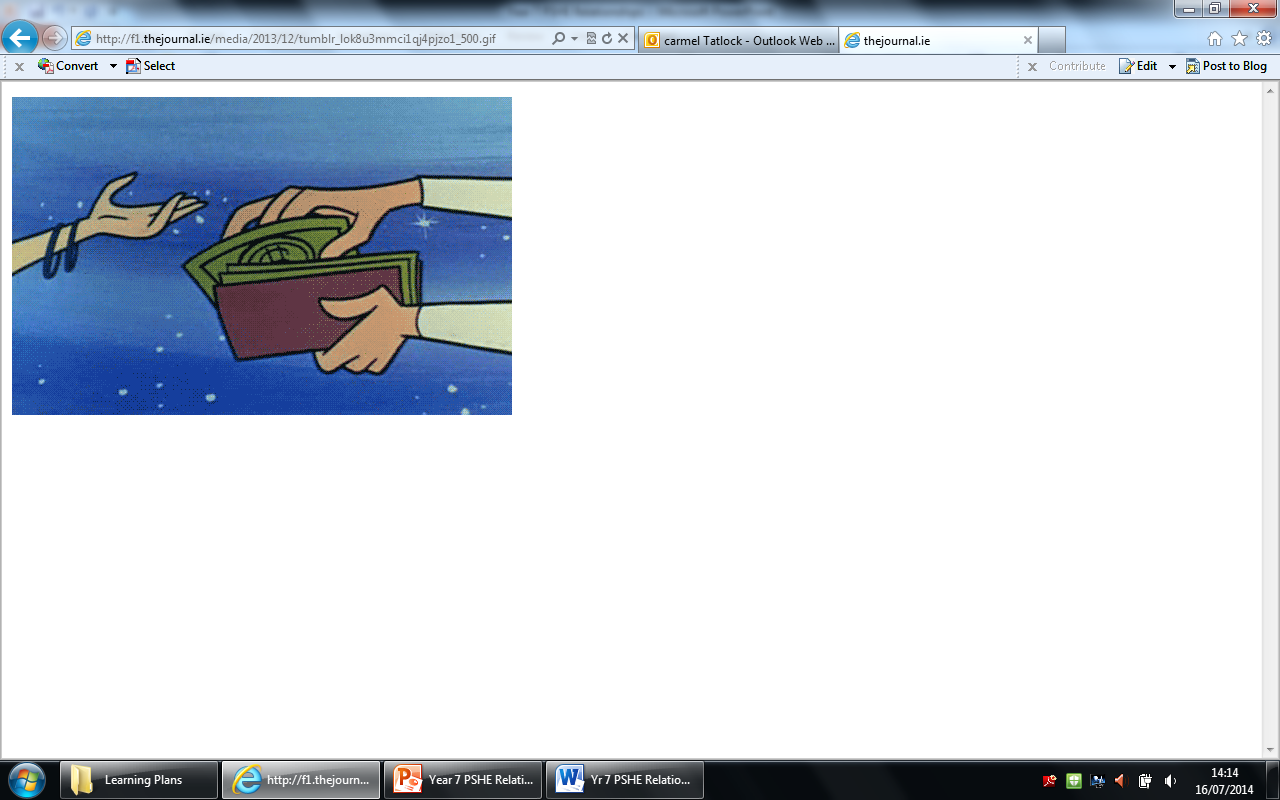 http://f1.thejournal.ie/media/2013/12/tumblr_lok8u3mmci1qj4pjzo1_500.gif
carmel Tatlock - Outlook Web ...
thejournal.ie
x Convert Select
x Contribute Edit Post to Blog
Learning Plans
http://f1.thejourn...
Year 7 PSHE Relati...
Yr 7 PSHE Relatio...
14:14
16/07/2014